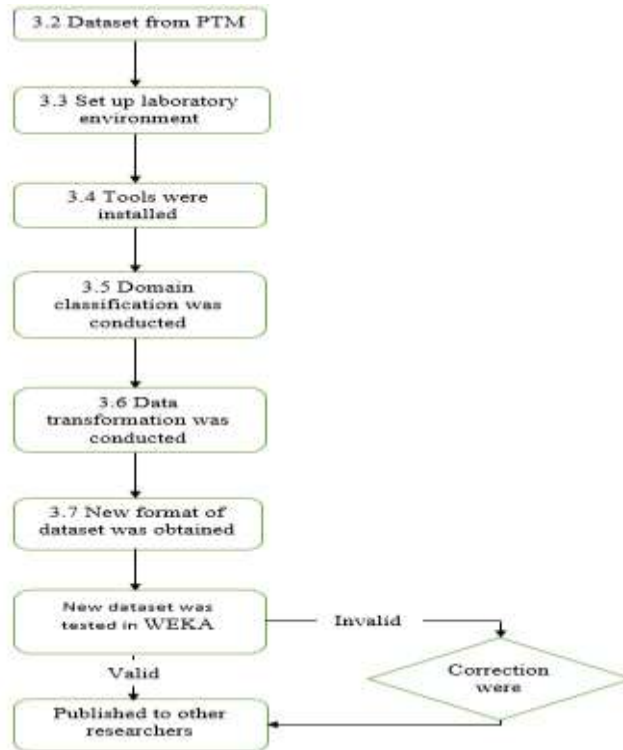 3.2 Dataset from PTM
3.3 Set up laboratory
environment
3.4 Tools were
installed
3.5 Domain
classification was
conducted
3.6 Data
transformation was
conducted
3.7 New format of
dataset was obtained
New dataset was
tested in WEKA
Invalid
Valid
Correction
were
Published to other
researchers